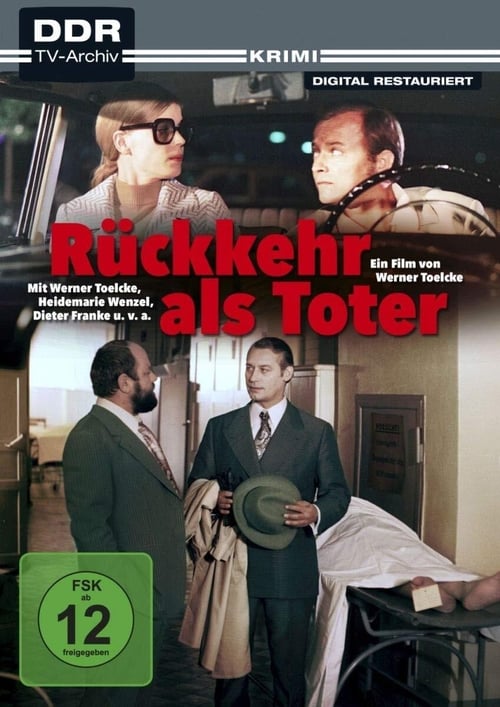 DDR
TV-Archiv
KRIMI
DIGITAL RESTAURIERT
Rückkehr
als Toter
Ein Film von
Werner Toelcke
Mit Werner Toelcke,
Heidemarie Wenzel,
Dieter Franke u. v. a.
FSK
ab
12
freigegeben